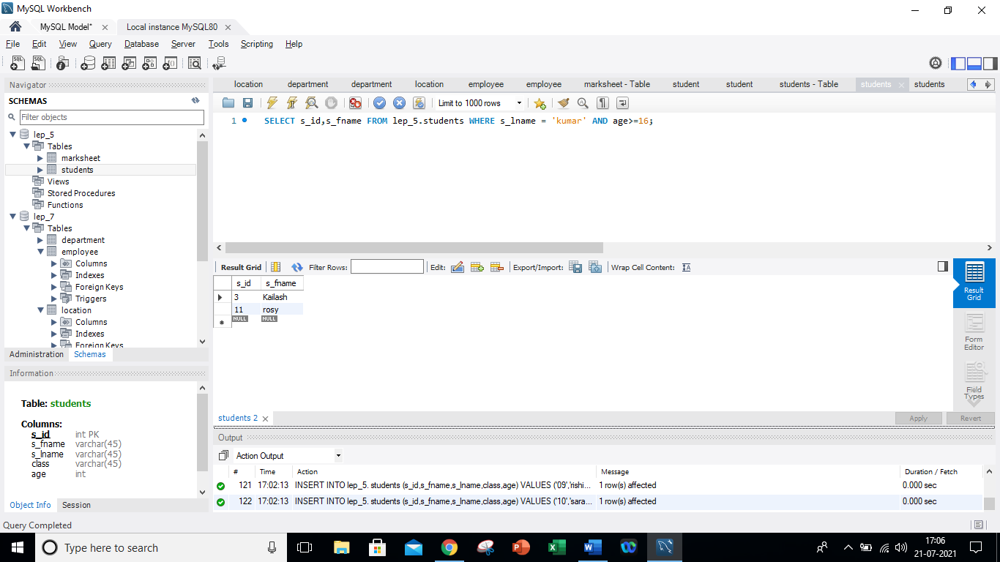 MySQL Workbench
MySQL Model* Local instance MySQL80
File Edit View Query Database Server Tools Scripting Help
Navigator
SCHEMAS
Filter objects
lep_5
Tables
marksheet
students
Views
Stored Procedures
Functions
lep_7
Tables
department
employee
Columns
Indexes
Foreign Keys
Triggers
location
Columns
Indexes
Foreign Keys
Administration Schemas
Information
Table: students
Columns:
s_id int PK
s_fname varchar(45)
s_lname varchar(45)
class varchar(45)
age int
Object Info Session
location department department location employee employee marksheet - Table student student students - Table students students
Limit to 1000 rows
1 SELECT s_id,s_fname FROM lep_5.students WHERE s_lname = 'kumar' AND age>=16;
Result Grid Filter Rows: Edit: Export/Import: Wrap Cell Content:
s_id s_fname
3 Kailash
11 rosy
NULL NULL
Result Grid
Form Editor
Field Types
students 2 Apply Revert
Output
Action Output
# Time Action Message Duration / Fetch
121 17:02:13 INSERT INTO lep_5. students (s_id,s_fname,s_lname,class,age) VALUES ('09','rishi... 1 row(s) affected 0.000 sec
122 17:02:13 INSERT INTO lep_5. students (s_id,s_fname,s_lname,class,age) VALUES ('10','sara... 1 row(s) affected 0.000 sec
Query Completed
Type here to search
17:06
21-07-2021